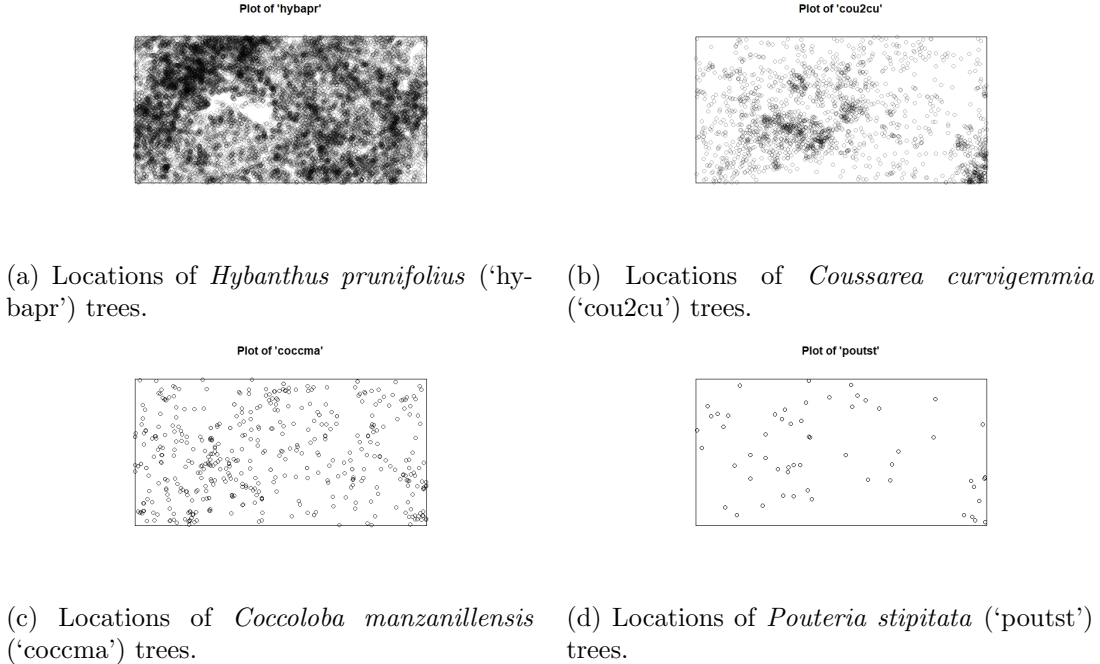 Plot of 'hybapr'
Plot of 'cou2cu'
(a) Locations of Hybanthus prunifolius (‘hy-
bapr’) trees.
(b) Locations of Coussarea curvigemmia
(‘cou2cu’) trees.
Plot of 'coccma'
Plot of 'poutst'
(c) Locations of Coccoloba manzanillensis
(‘coccma’) trees.
(d) Locations of Pouteria stipitata (‘poutst’)
trees.